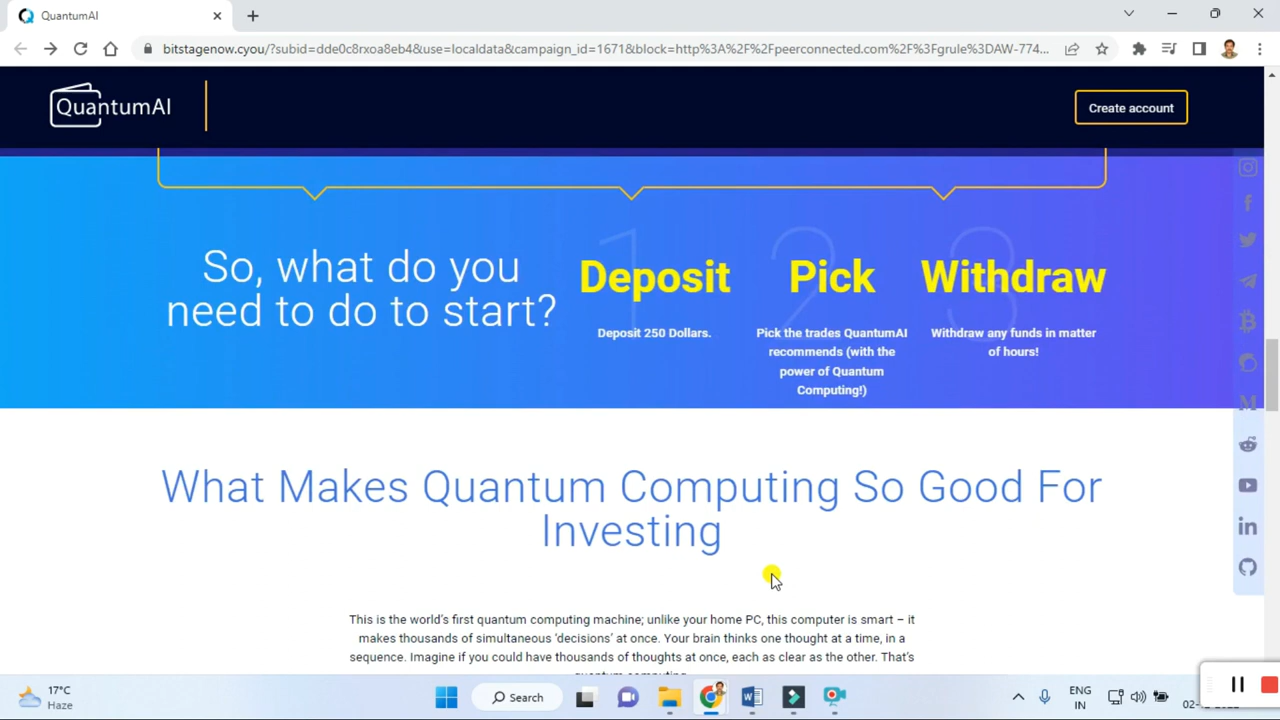 QuantumAI
bitstagenow.cyou/?subid=dde0c8rxoa8eb4&use=localdata&campaign_id=1671&block=http%3A%2F%2Fpeerconnected.com%2F%3Fgrule%3DAW-774...
QuantumAI
Create account
So, what do you
need to do to start?
1
Deposit
Deposit 250 Dollars.
2
Pick
Pick the trades QuantumAI
recommends (with the
power of Quantum
Computing!)
3
Withdraw
Withdraw any funds in matter
of hours!
What Makes Quantum Computing So Good For
Investing
This is the world's first quantum computing machine; unlike your home PC, this computer is smart – it
makes thousands of simultaneous 'decisions' at once. Your brain thinks one thought at a time, in a
sequence. Imagine if you could have thousands of thoughts at once, each as clear as the other. That's
quantum computing
17°C
Haze
Search
ENG
IN